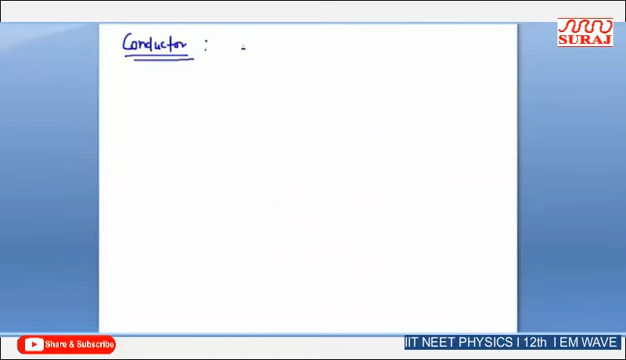 SURAJ
Conductor :
Share & Subscribe
IIT NEET PHYSICS I 12th I EM WAVE